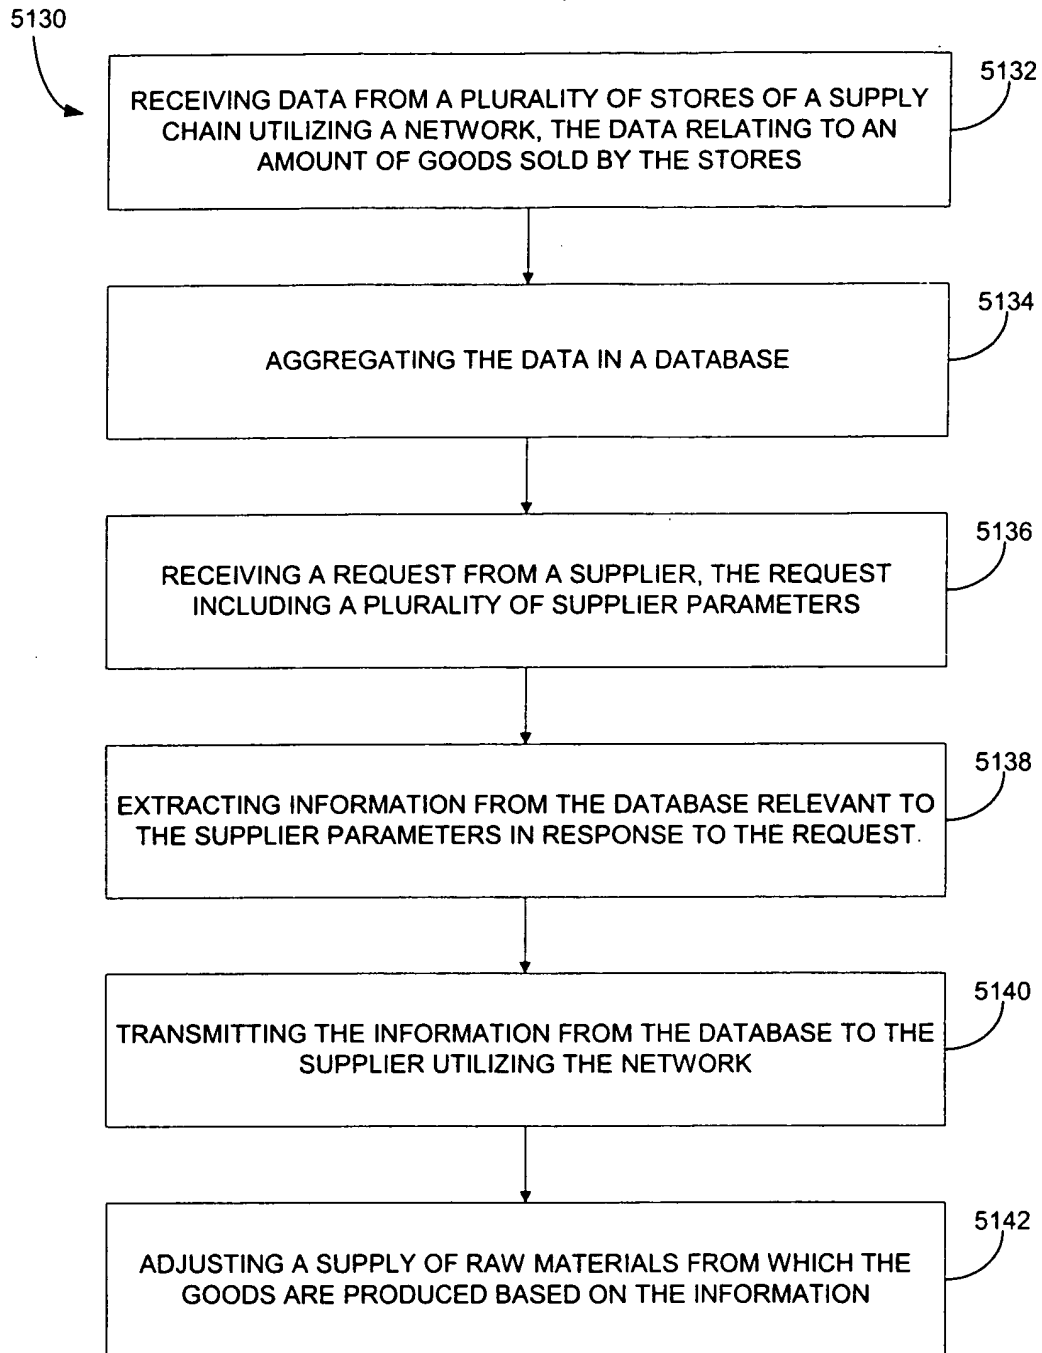 5130
5132
RECEIVING DATA FROM A PLURALITY OF STORES OF A SUPPLY
CHAIN UTILIZING A NETWORK, THE DATA RELATING TO AN
AMOUNT OF GOODS SOLD BY THE STORES
5134
AGGREGATING THE DATA IN A DATABASE
5136
RECEIVING A REQUEST FROM A SUPPLIER, THE REQUEST
INCLUDING A PLURALITY OF SUPPLIER PARAMETERS
5138
EXTRACTING INFORMATION FROM THE DATABASE RELEVANT TO
THE SUPPLIER PARAMETERS IN RESPONSE TO THE REQUEST.
5140
TRANSMITTING THE INFORMATION FROM THE DATABASE TO THE
SUPPLIER UTILIZING THE NETWORK
5142
ADJUSTING A SUPPLY OF RAW MATERIALS FROM WHICH THE
GOODS ARE PRODUCED BASED ON THE INFORMATION